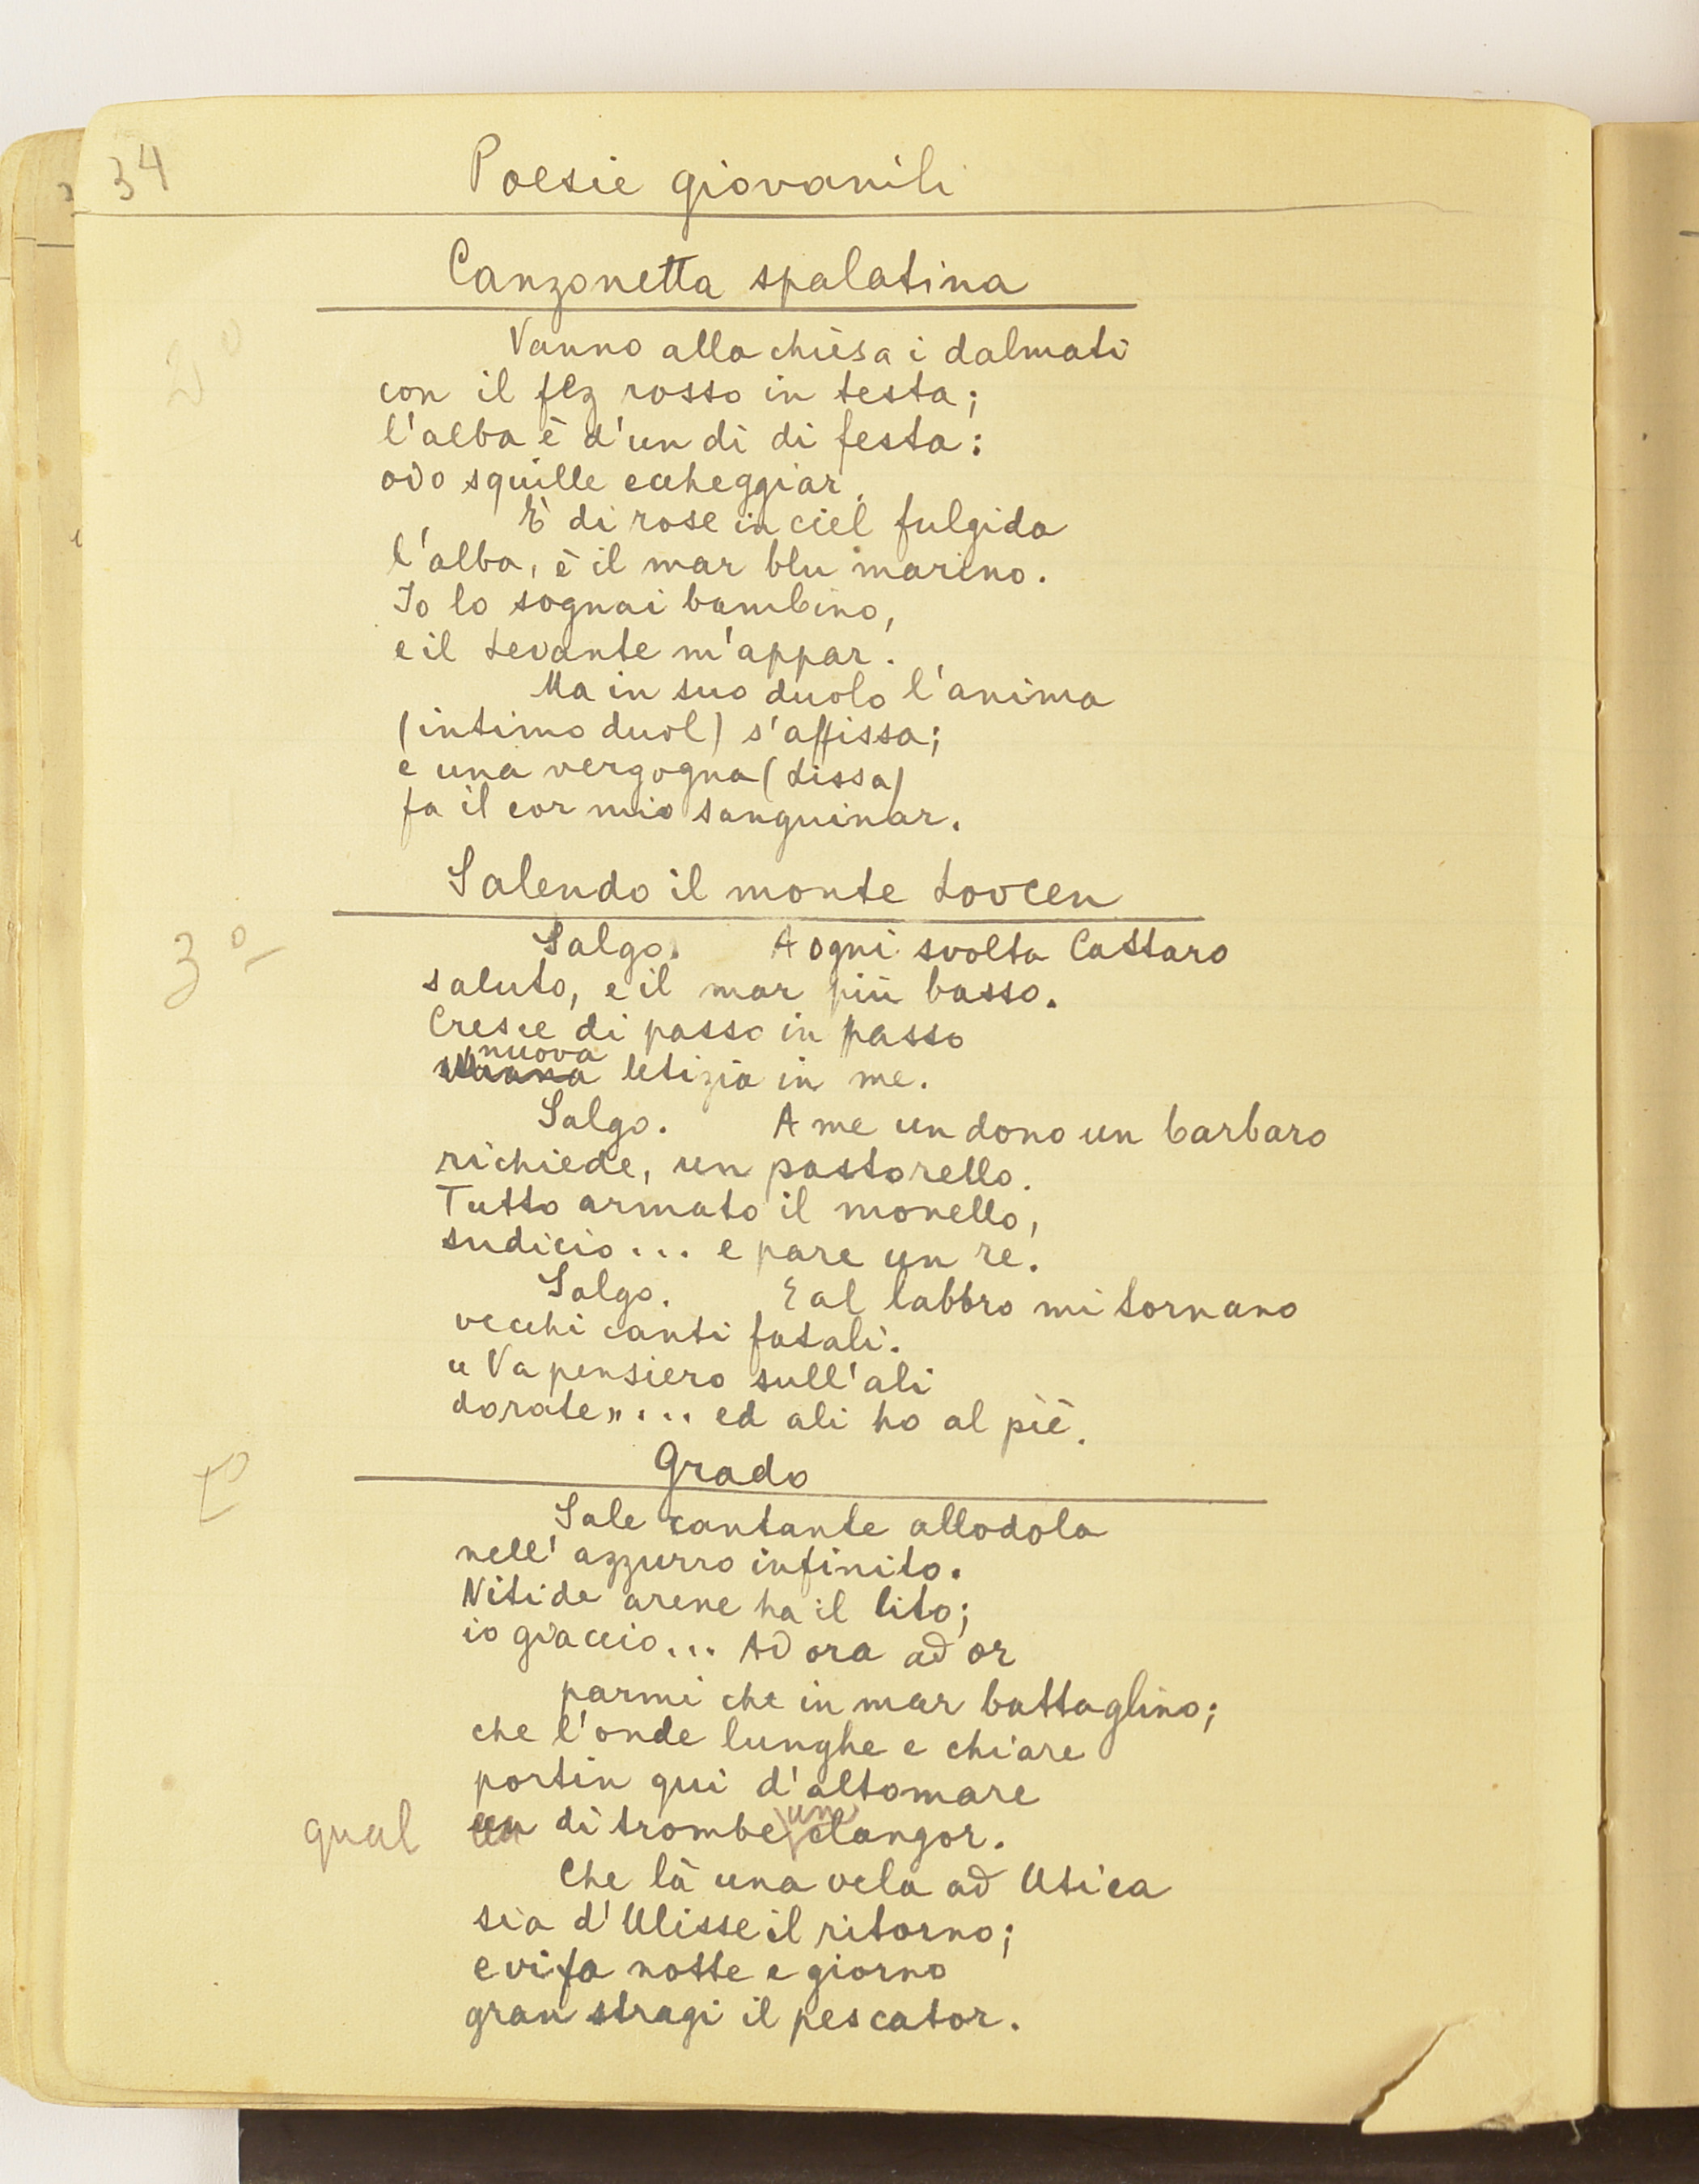 34
Poesie giovanili
Canzonetta spalatina
2º
Vanno alla chiesa i dalmati
con il fez rosso in testa;
l'alba è d'un dì di festa:
odo squille echeggiar.
È di rose in ciel fulgida
l'alba, è il mar blu marino.
Io lo sognai bambino,
e il Levante m'appar.
Ma in suo duolo l'anima
(intimo duol) s'affissa;
e una vergogna (Lissa)
fa il cor mio sanguinar.
Salendo il monte Lovcen
3º
Salgo. A ogni svolta Cattaro
saluto, e il mar più basso.
Cresce di passo in passo
nuova
letizia in me.
Salgo. A me un dono un barbaro
richiede, un pastorello.
Tutto armato il monello,
sudicio... e pare un re.
Salgo. E al labbro mi tornano
vecchi canti fatali.
"Va pensiero sull'ali
dorate"... ed ali ho al piè.
Grado
1º
Sale cantante allodola
nell'azzurro infinito.
Nitide arene ha il lito;
io giaccio... Ad ora ad or
parmi che in mar battaglino;
che l'onde lunghe e chiare
portin qui d'altomare
qual un di trombe un clangor.
Che là una vela ad Utica
sia d'Ulisse il ritorno;
e vi fa notte e giorno
gran stragi il pescator.